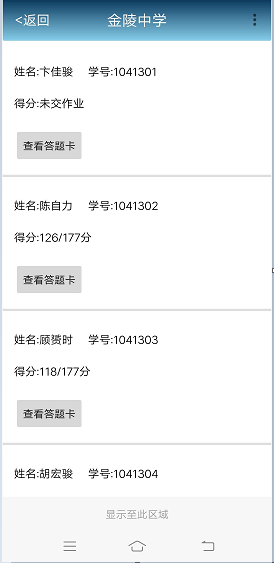 <返回 金陵中学
姓名:卞佳骏 学号:1041301
得分:未交作业
查看答题卡
姓名:陈自力 学号:1041302
得分:126/177分
查看答题卡
姓名:顾赟时 学号:1041303
得分:118/177分
查看答题卡
姓名:胡宏骏 学号:1041304
显示至此区域